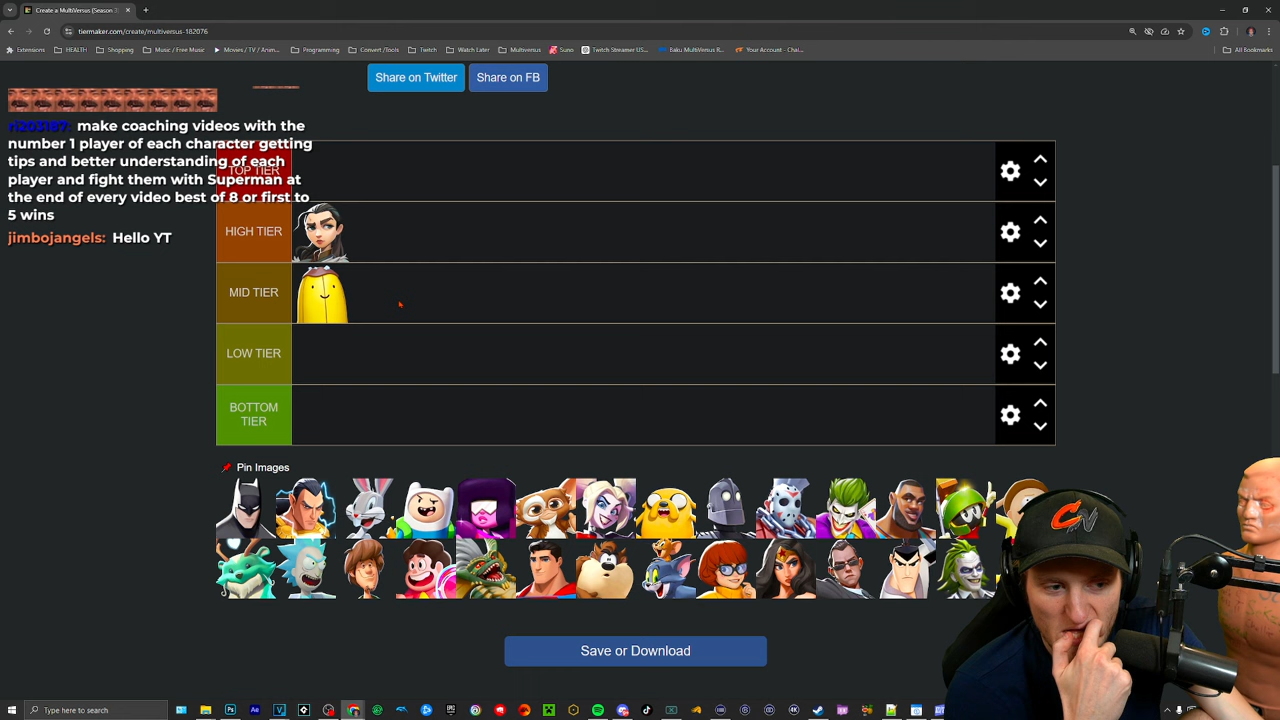 Create a MultiVersus (Season 3
tiermaker.com/create/multiversus-182076
Extensions HEALTH Shopping Music / Free Music Movies / TV / Anim... Programming Convert /Tools Twitch Watch Later Multiversus Suno Twitch Streamer US... Baku MultiVersus R... Your Account - Chai... All Bookmarks
Share on Twitter Share on FB
ri203187: make coaching videos with the
number 1 player of each character getting
tips and better understanding of each
player and fight them with Superman at
the end of every video best of 8 or first to
5 wins
jimbojangels: Hello YT
TOP TIER
HIGH TIER
MID TIER
LOW TIER
BOTTOM
TIER
Pin Images
Save or Download
Type here to search